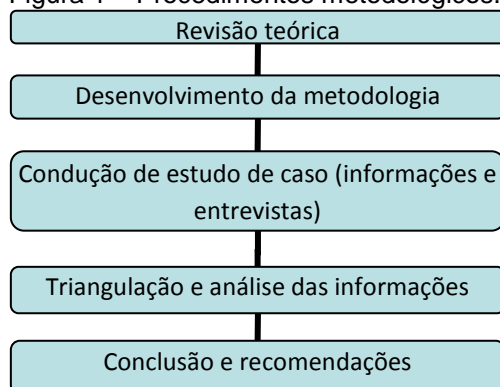 Revisão teórica
Desenvolvimento da metodologia
Condução de estudo de caso (informações e
entrevistas)
Triangulação e análise das informações
Conclusão e recomendações